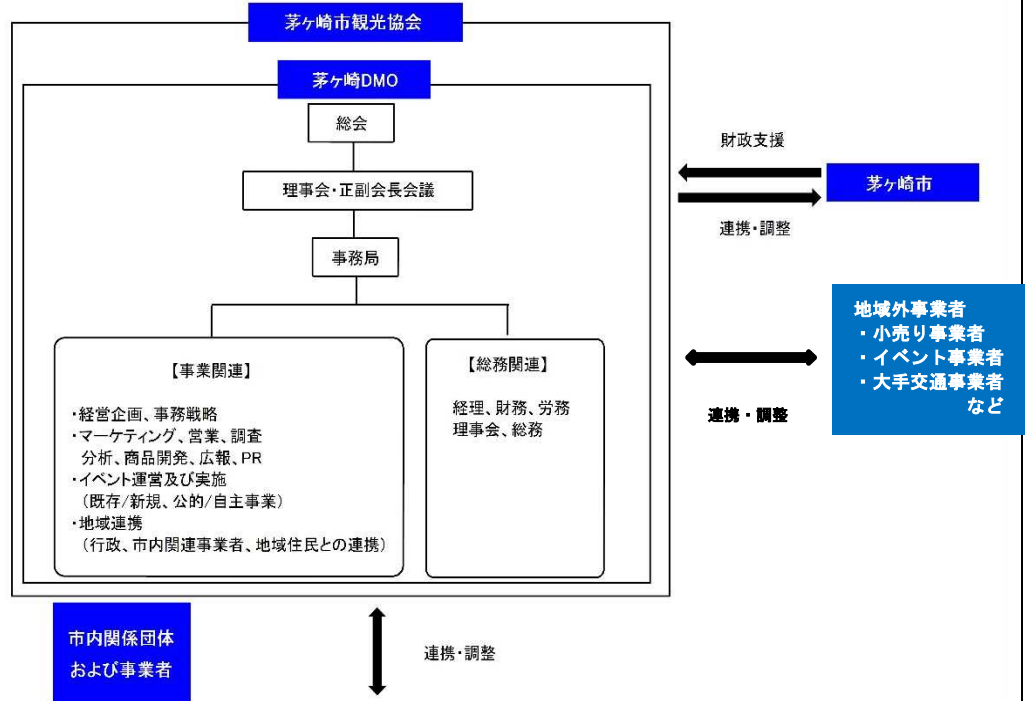 茅ヶ崎市観光協会
茅ヶ崎DMO
総会
理事会・正副会長会議
事務局
【事業関連】
・経営企画、事務戦略
・マーケティング、営業、調査
分析、商品開発、広報、PR
・イベント運営及び実施
（既存/新規、公的/自主事業）
・地域連携
（行政、市内関連事業者、地域住民との連携）
【総務関連】
経理、財務、労務
理事会、総務
財政支援
連携・調整
茅ヶ崎市
地域外事業者
・小売り事業者
・イベント事業者
・大手交通事業者
など
連携・調整
市内関係団体
および事業者
連携・調整